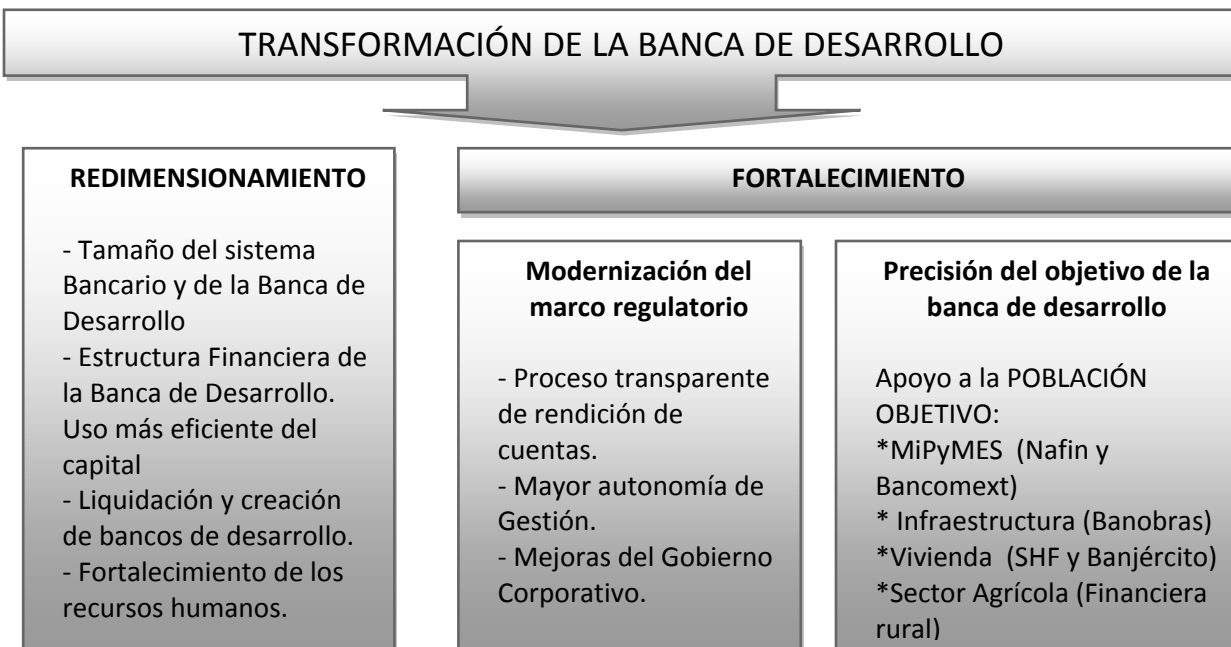 TRANSFORMACIÓN DE LA BANCA DE DESARROLLO
REDIMENSIONAMIENTO
- Tamaño del sistema
Bancario y de la Banca de
Desarrollo
- Estructura Financiera de
la Banca de Desarrollo.
Uso más eficiente del
capital
- Liquidación y creación
de bancos de desarrollo.
- Fortalecimiento de los
recursos humanos.
FORTALECIMIENTO
Modernización del
marco regulatorio
- Proceso transparente
de rendición de
cuentas.
- Mayor autonomía de
Gestión.
- Mejoras del Gobierno
Corporativo.
Precisión del objetivo de la
banca de desarrollo
Apoyo a la POBLACIÓN
OBJETIVO:
*MiPyMES (Nafin y
Bancomext)
* Infraestructura (Banobras)
*Vivienda (SHF y Banjército)
*Sector Agrícola (Financiera
rural)